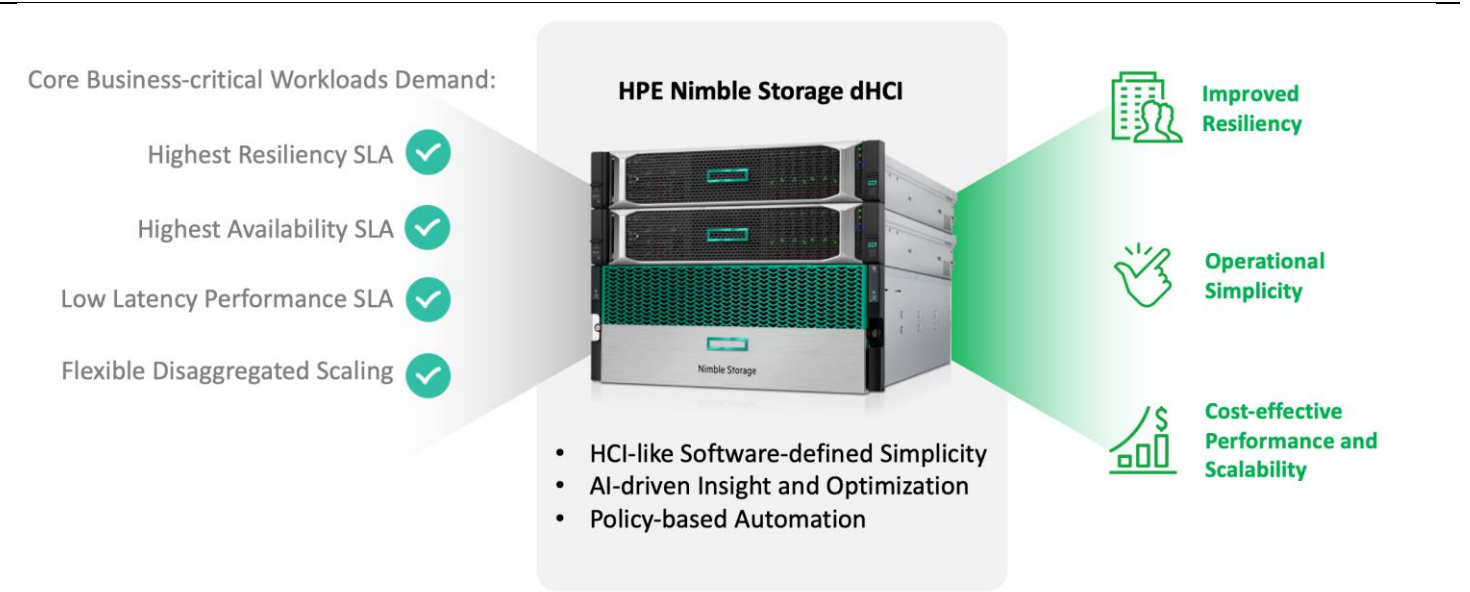 Core Business-critical Workloads Demand:
Highest Resiliency SLA
Highest Availability SLA
Low Latency Performance SLA
Flexible Disaggregated Scaling
HPE Nimble Storage dHCI
Nimble Storage
• HCI-like Software-defined Simplicity
• AI-driven Insight and Optimization
• Policy-based Automation
Improved
Resiliency
Operational
Simplicity
$
Cost-effective
Performance and
Scalability